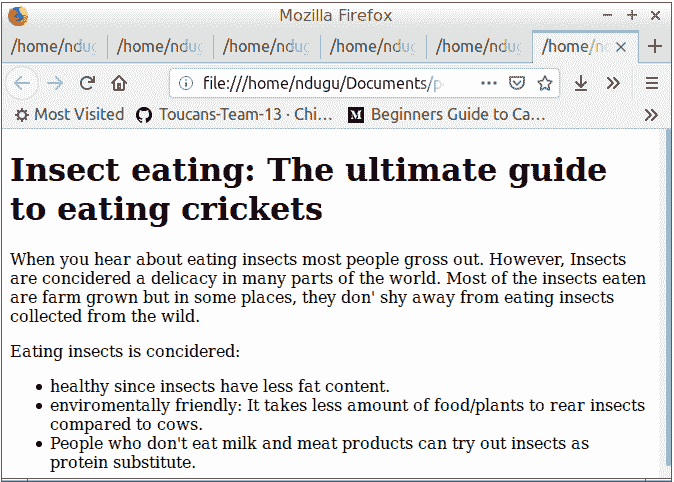 Mozilla Firefox
/home/ndug /home/ndug /home/ndug /home/ndug /home/ndug /home/nd
file:///home/ndugu/Documents/p
Most Visited Toucans-Team-13 · Chi… M Beginners Guide to Ca…
Insect eating: The ultimate guide
to eating crickets
When you hear about eating insects most people gross out. However, Insects
are concidered a delicacy in many parts of the world. Most of the insects eaten
are farm grown but in some places, they don' shy away from eating insects
collected from the wild.
Eating insects is concidered:
• healthy since insects have less fat content.
• enviromentally friendly: It takes less amount of food/plants to rear insects
compared to cows.
• People who don't eat milk and meat products can try out insects as
protein substitute.